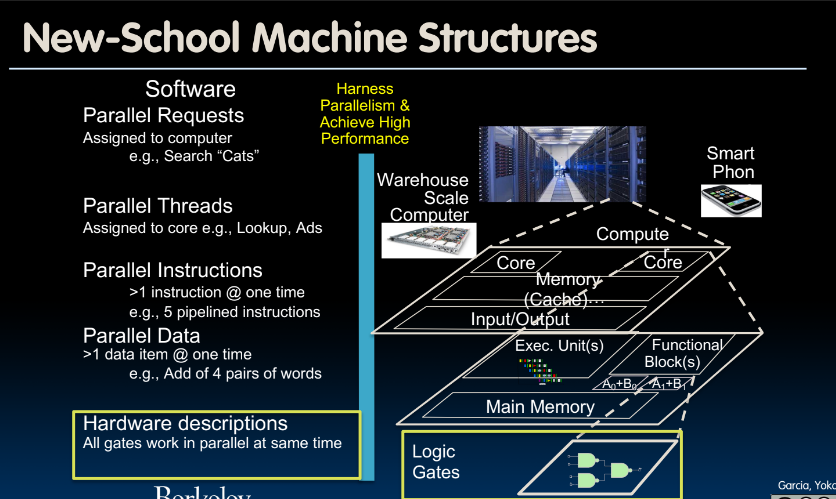 New-School Machine Structures
Software
Parallel Requests
Assigned to computer
e.g., Search “Cats”
Parallel Threads
Assigned to core e.g., Lookup, Ads
Parallel Instructions
>1 instruction @ one time
e.g., 5 pipelined instructions
Parallel Data
>1 data item @ one time
e.g., Add of 4 pairs of words
Hardware descriptions
All gates work in parallel at same time
Harness
Parallelism &
Achieve High
Performance
Warehouse
Scale
Computer
Smart
Phon
Compute
r
Core
Core
Memory
(Cache)
…
Input/Output
Exec. Unit(s)
Functional
Block(s)
A₀+B₀
A₁+B₁
Main Memory
Logic
Gates
Berkeley
Garcia, Yoko